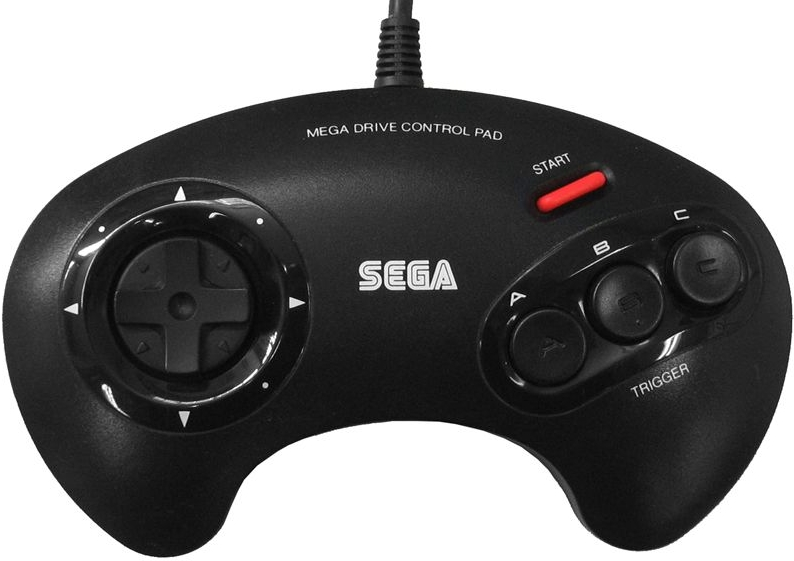 MEGA DRIVE CONTROL PAD
START
SEGA
A
B
C
A
B
C
TRIGGER